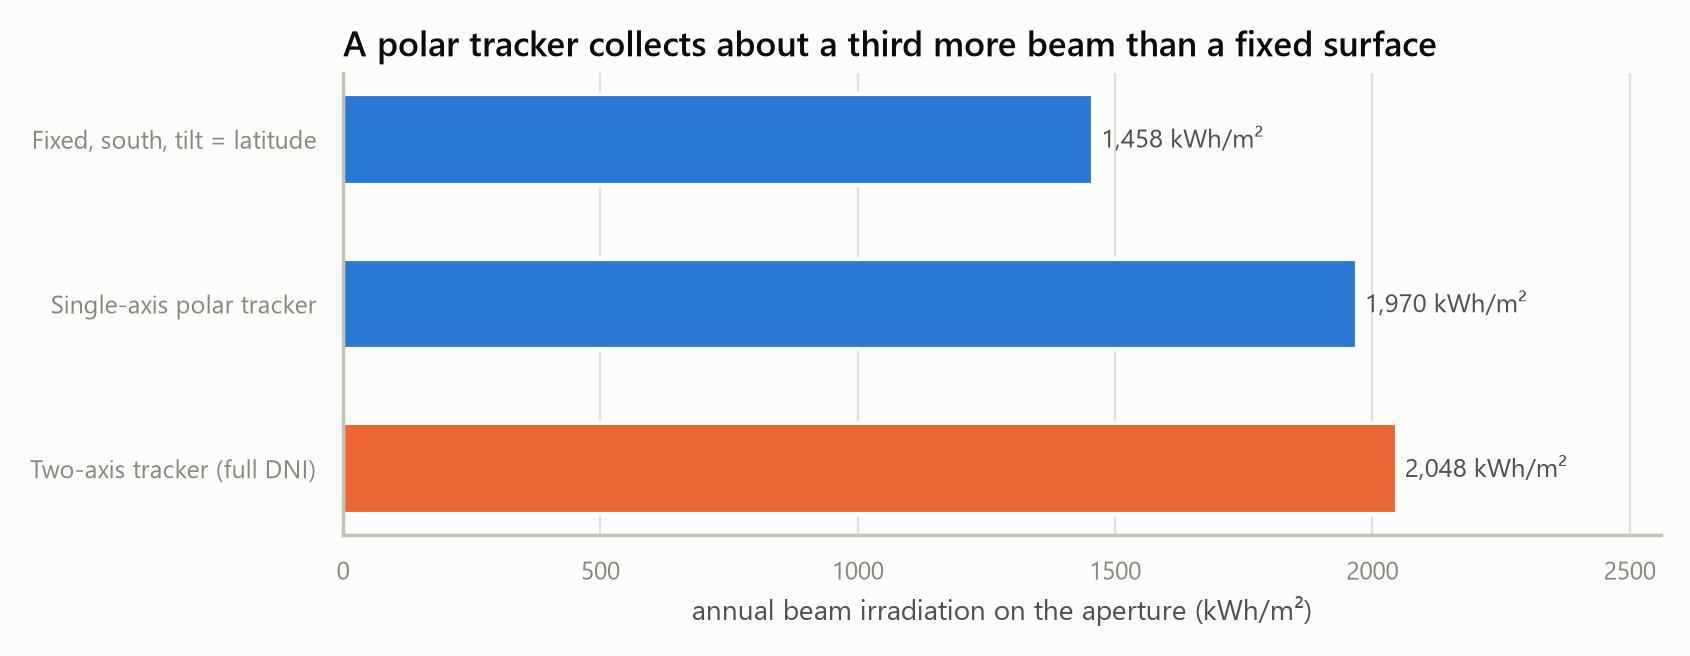 A polar tracker collects about a third more beam than a fixed surface
Fixed, south, tilt = latitude
1,458 kWh/m²
Single-axis polar tracker
1,970 kWh/m²
Two-axis tracker (full DNI)
2,048 kWh/m²
0 500 1000 1500 2000 2500
annual beam irradiation on the aperture (kWh/m²)